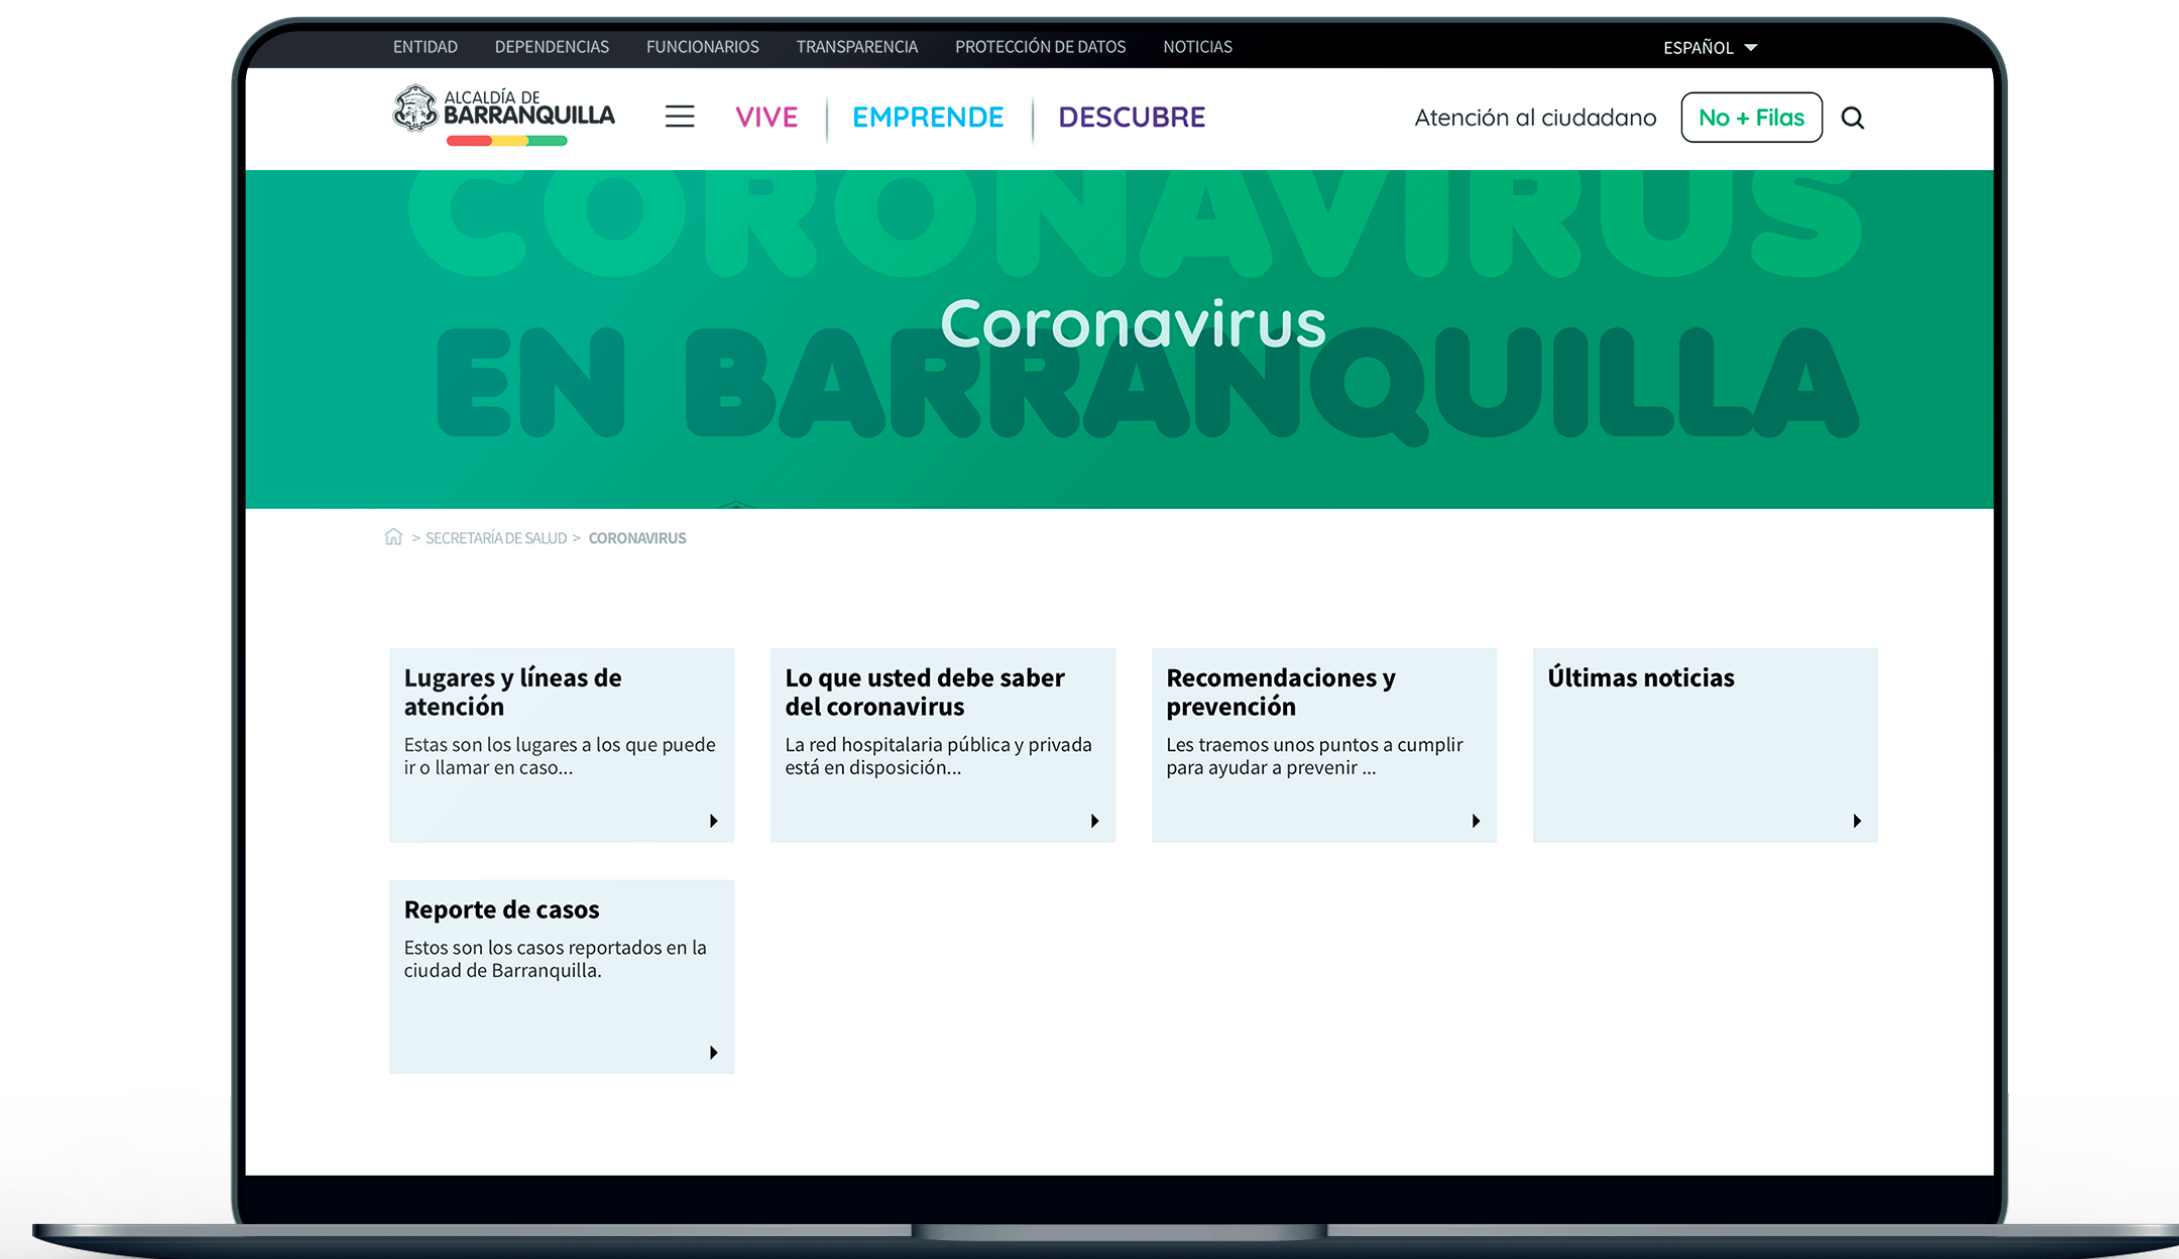 ENTIDAD DEPENDENCIAS FUNCIONARIOS TRANSPARENCIA PROTECCIÓN DE DATOS NOTICIAS ESPAÑOL
ALCALDÍA DE
BARRANQUILLA
VIVE EMPRENDE DESCUBRE Atención al ciudadano No + Filas
CORONAVIRUS
Coronavirus
EN BARRANQUILLA
> SECRETARÍA DE SALUD > CORONAVIRUS
Lugares y líneas de
atención
Estas son los lugares a los que puede
ir o llamar en caso...
Lo que usted debe saber
del coronavirus
La red hospitalaria pública y privada
está en disposición...
Recomendaciones y
prevención
Les traemos unos puntos a cumplir
para ayudar a prevenir ...
Últimas noticias
Reporte de casos
Estos son los casos reportados en la
ciudad de Barranquilla.